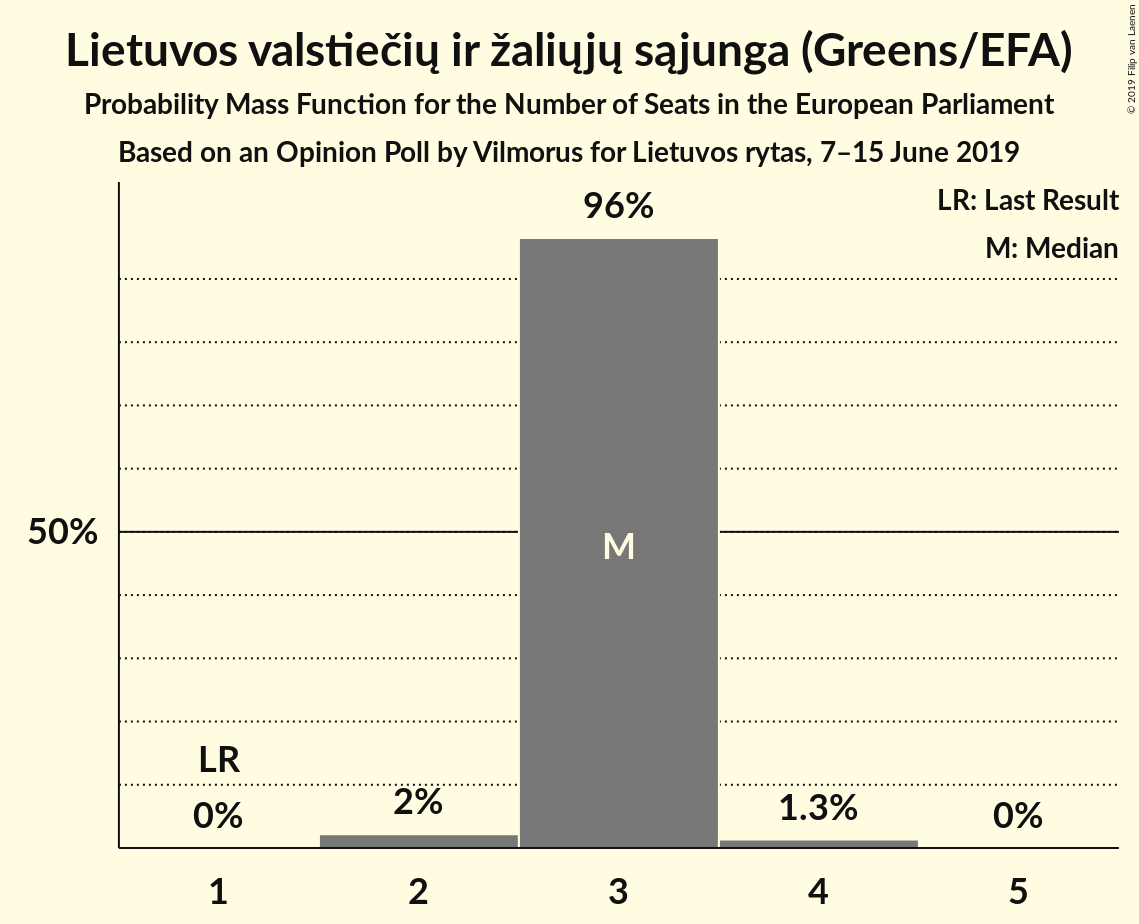 Lietuvos valstiečių ir žaliųjų sąjunga (Greens/EFA)
Probability Mass Function for the Number of Seats in the European Parliament
Based on an Opinion Poll by Vilmorus for Lietuvos rytas, 7–15 June 2019
© 2019 Filip van Laenen
LR: Last Result
M: Median
96%
50%
M
LR
0%
2%
1.3%
0%
1
2
3
4
5